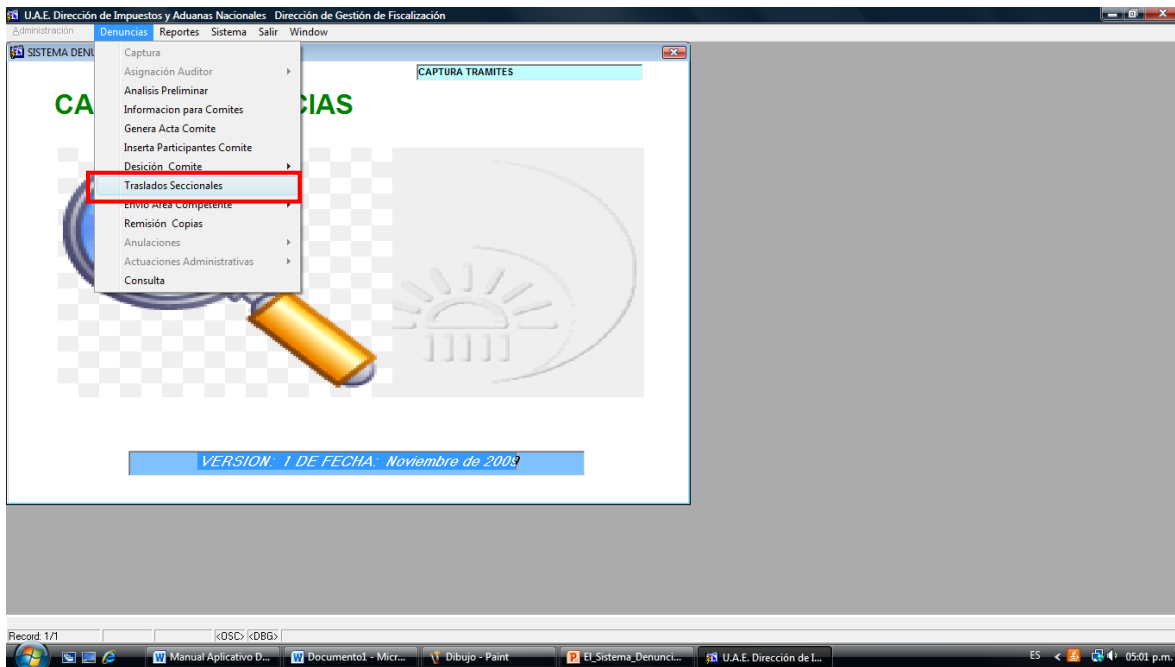 U.A.E. Dirección de Impuestos y Aduanas Nacionales Dirección de Gestión de Fiscalización
Administración Denuncias Reportes Sistema Salir Window
SISTEMA DENU
CAPTURA TRAMITES
CA CIAS
Captura
Asignación Auditor
Analisis Preliminar
Informacion para Comites
Genera Acta Comite
Inserta Participantes Comite
Desición Comite
Traslados Seccionales
Envio Area Competente
Remisión Copias
Anulaciones
Actuaciones Administrativas
Consulta
VERSION: 1 DE FECHA: Noviembre de 2009
Record: 1/1 <OSC> <DBG>
Manual Aplicativo D... Documento1 - Micr... Dibujo - Paint El_Sistema_Denunci... U.A.E. Dirección de I... ES 05:01 p.m.